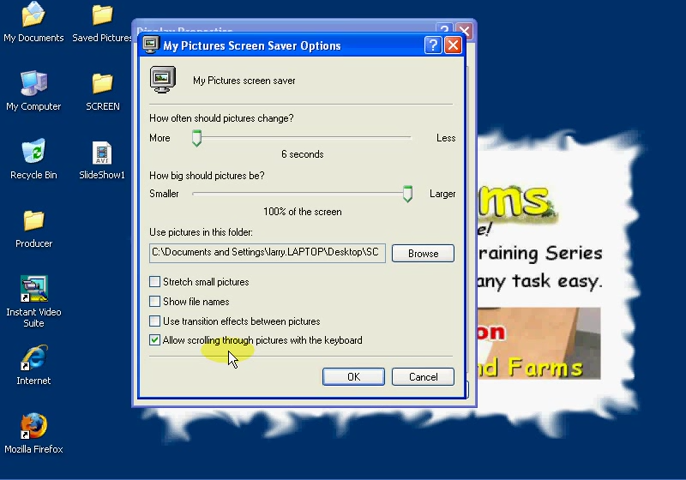 My Documents
Saved Pictures
Display Properties
My Pictures Screen Saver Options
My Pictures screen saver
My Computer
SCREEN
How often should pictures change?
More
Less
6 seconds
Recycle Bin
AVI
SlideShow1
How big should pictures be?
Smaller
Larger
100% of the screen
Use pictures in this folder:
C:\Documents and Settings\larry.LAPTOP\Desktop\SC
Browse
Producer
Stretch small pictures
Show file names
Use transition effects between pictures
Allow scrolling through pictures with the keyboard
Instant Video
Suite
OK
Cancel
Internet
Mozilla Firefox
ms
e!
raining Series
any task easy.
on
nd Farms